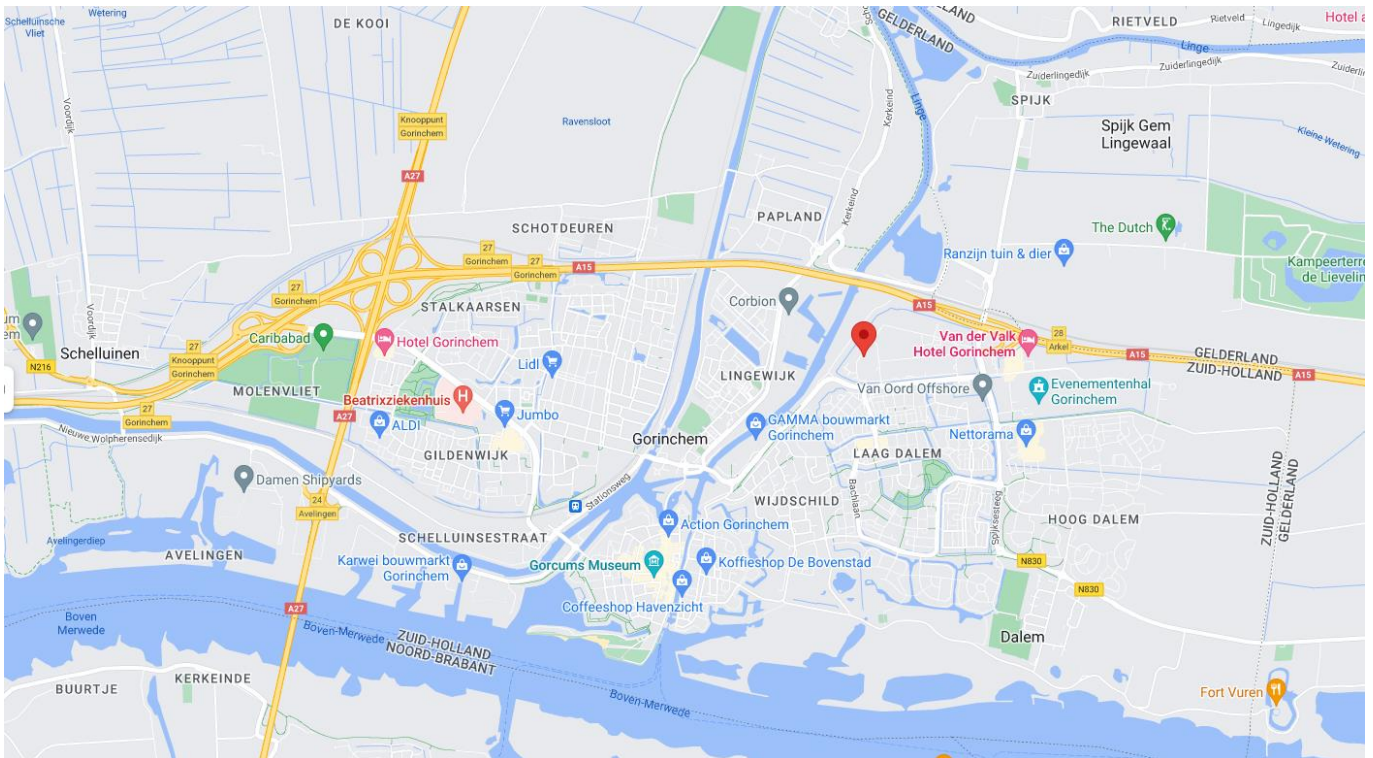 Schelluinsche
Vliet
Wetering
DE KOOI
GELDERLAND
LAND
RIETVELD
Rietveld
Lingedijk
Hotel a
Linge
Zuiderlingedijk
Zuiderlingedijk
Voordijk
Knooppunt
Gorinchem
Ravensloot
Kerkeind
Linge
SPIJK
Spijk Gem
Lingewaal
Kleine Wetering
A27
SCHOTDEUREN
PAPLAND
Kerkeind
The Dutch
27
Gorinchem
27
Gorinchem
A15
Ranzijn tuin & dier
Kampeerterre
de Lievelin
27
Gorinchem
STALKAARSEN
Corbion
A15
Voordijk
Caribabad
Hotel Gorinchem
Van der Valk
Hotel Gorinchem
28
Arkel
A15
GELDERLAND
ZUID-HOLLAND
A15
Schelluinen
N216
27
Knooppunt
Gorinchem
Lidl
LINGEWIJK
Van Oord Offshore
Evenementenhal
Gorinchem
MOLENVLIET
Beatrixziekenhuis
27
Gorinchem
A27
ALDI
Jumbo
GAMMA bouwmarkt
Gorinchem
Nieuwe Wolpherensedijk
Gorinchem
Nettorama
GILDENWIJK
LAAG DALEM
Damen Shipyards
24
Avelingen
Stationsweg
WIJDSCHILD
Bachlaan
Spijksesteeg
HOOG DALEM
ZUID-HOLLAND
GELDERLAND
Avelingerdiep
AVELINGEN
SCHELLUINSESTRAAT
Action Gorinchem
Karwei bouwmarkt
Gorinchem
Gorcums Museum
Koffieshop De Bovenstad
N830
N830
Coffeeshop Havenzicht
A27
Boven
Merwede
Boven-Merwede
ZUID-HOLLAND
NOORD-BRABANT
Dalem
BUURTJE
KERKEINDE
Boven-Merwede
Fort Vuren